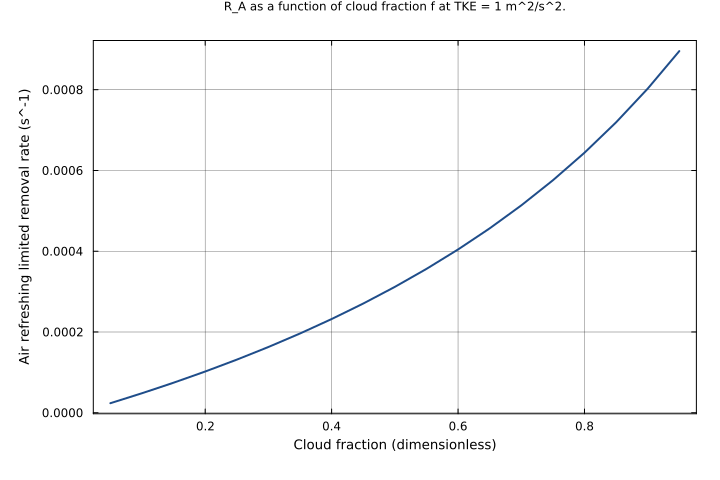 R_A as a function of cloud fraction f at TKE = 1 m^2/s^2.
Air refreshing limited removal rate (s^-1)
0.0008
0.0006
0.0004
0.0002
0.0000
0.2 0.4 0.6 0.8
Cloud fraction (dimensionless)